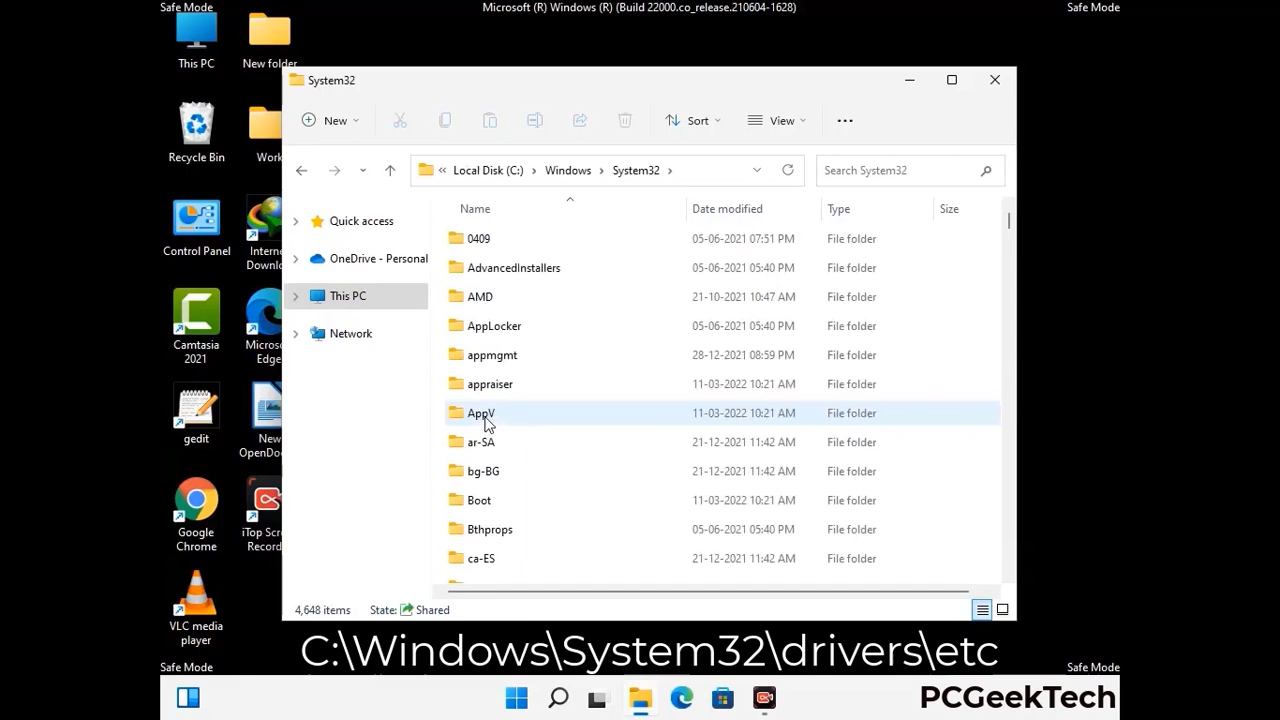 Safe Mode
Microsoft (R) Windows (R) (Build 22000.co_release.210604-1628)
Safe Mode
This PC
New folder
Recycle Bin
Work
Control Panel
Intern
Downlo
Camtasia
2021
Micros
Edge
gedit
New
OpenDo
Google
Chrome
iTop Scr
Record
VLC media
player
System32
New
Sort
View
Local Disk (C:) > Windows > System32 >
Search System32
Quick access
OneDrive - Personal
This PC
Network
Name Date modified Type Size
0409 05-06-2021 07:51 PM File folder
AdvancedInstallers 05-06-2021 05:40 PM File folder
AMD 21-10-2021 10:47 AM File folder
AppLocker 05-06-2021 05:40 PM File folder
appmgmt 28-12-2021 08:59 PM File folder
appraiser 11-03-2022 10:21 AM File folder
AppV 11-03-2022 10:21 AM File folder
ar-SA 21-12-2021 11:42 AM File folder
bg-BG 21-12-2021 11:42 AM File folder
Boot 11-03-2022 10:21 AM File folder
Bthprops 05-06-2021 05:40 PM File folder
ca-ES 21-12-2021 11:42 AM File folder
4,648 items State: Shared
C:\Windows\System32\drivers\etc
Safe Mode
Safe Mode
PCGeekTech